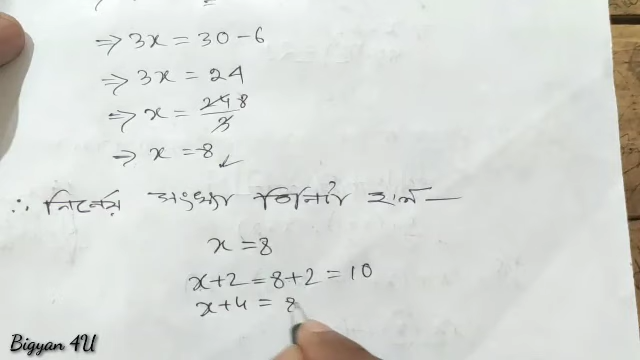 ⇒ 3x = 30 - 6
⇒ 3x = 24
⇒ x = 24 8 / 3
⇒ x = 8
∴ নিৰ্ণেয় সংখ্যা তিনিটা হ'ল —
x = 8
x+2 = 8+2 = 10
x+4 = 8
Bigyan 4U